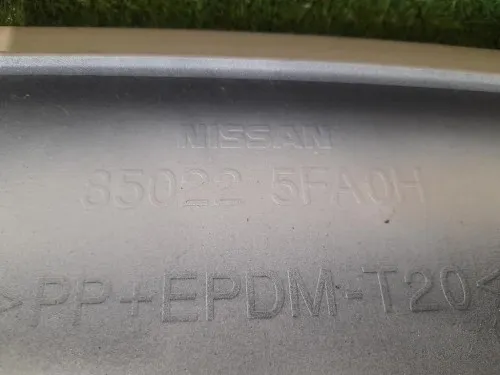 NISSAN
85022 5FA0H
>PP+EPDM-T20<